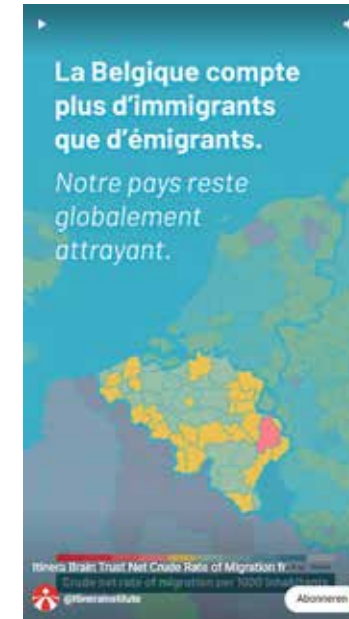 La Belgique compte
plus d’immigrants
que d’émigrants.
Notre pays reste
globalement
attrayant.
Itinera Brain Trust Net Crude Rate of Migration fr
Crude net rate of migration per 1000 inhabitants
@itinerainstitute
Abonneren